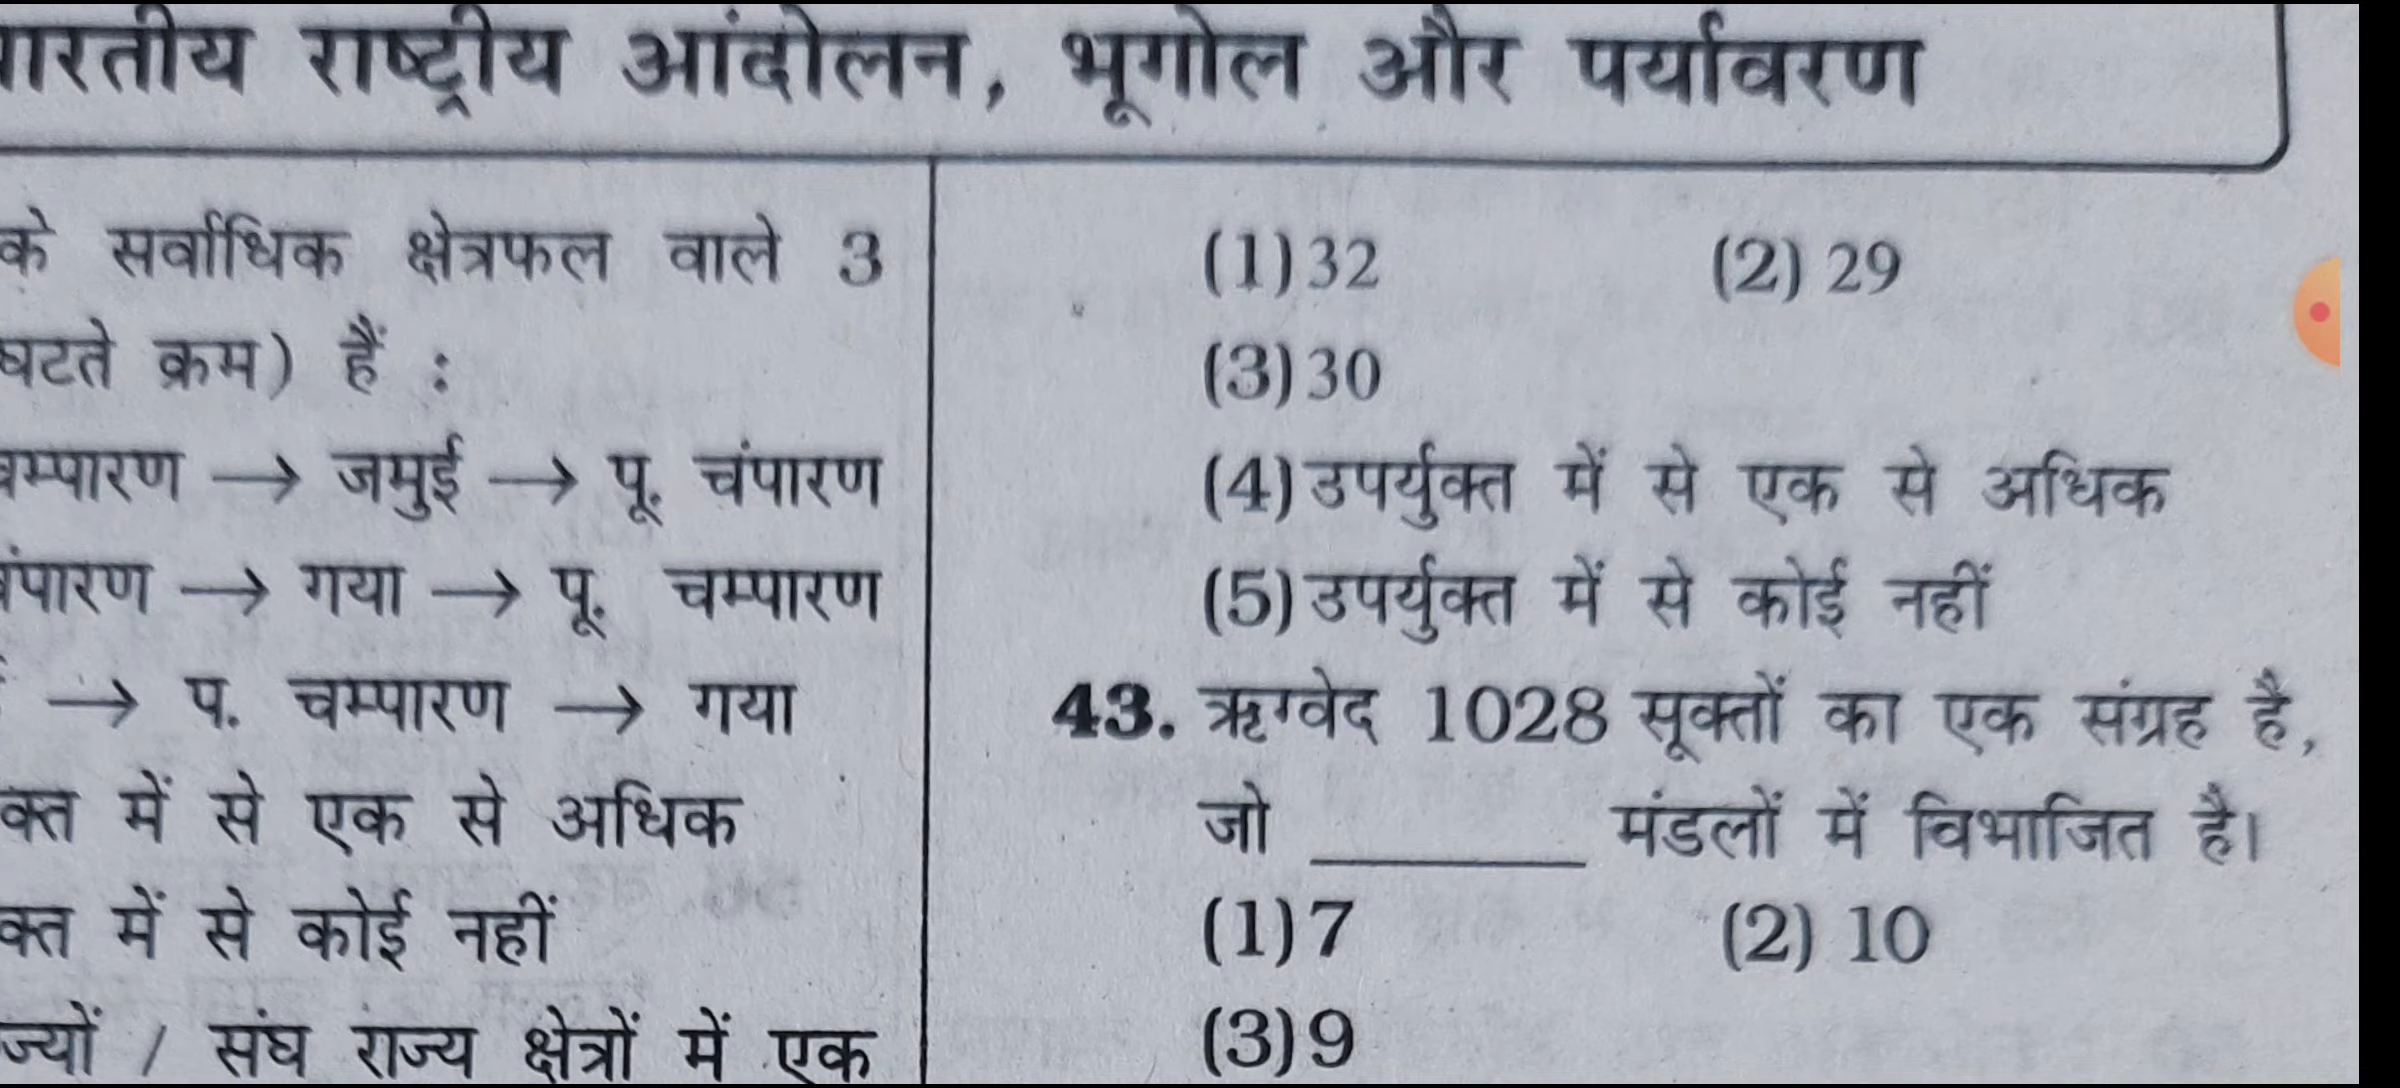 भारतीय राष्ट्रीय आंदोलन, भूगोल और पर्यावरण
के सर्वाधिक क्षेत्रफल वाले 3
घटते क्रम) हैं :
चम्पारण → जमुई → पू. चंपारण
चंपारण → गया → पू. चम्पारण
→ प. चम्पारण → गया
क्त में से एक से अधिक
क्त में से कोई नहीं
ज्यों / संघ राज्य क्षेत्रों में एक
(1) 32 (2) 29
(3) 30
(4) उपर्युक्त में से एक से अधिक
(5) उपर्युक्त में से कोई नहीं
43. ऋग्वेद 1028 सूक्तों का एक संग्रह है,
जो ________ मंडलों में विभाजित है।
(1) 7 (2) 10
(3) 9